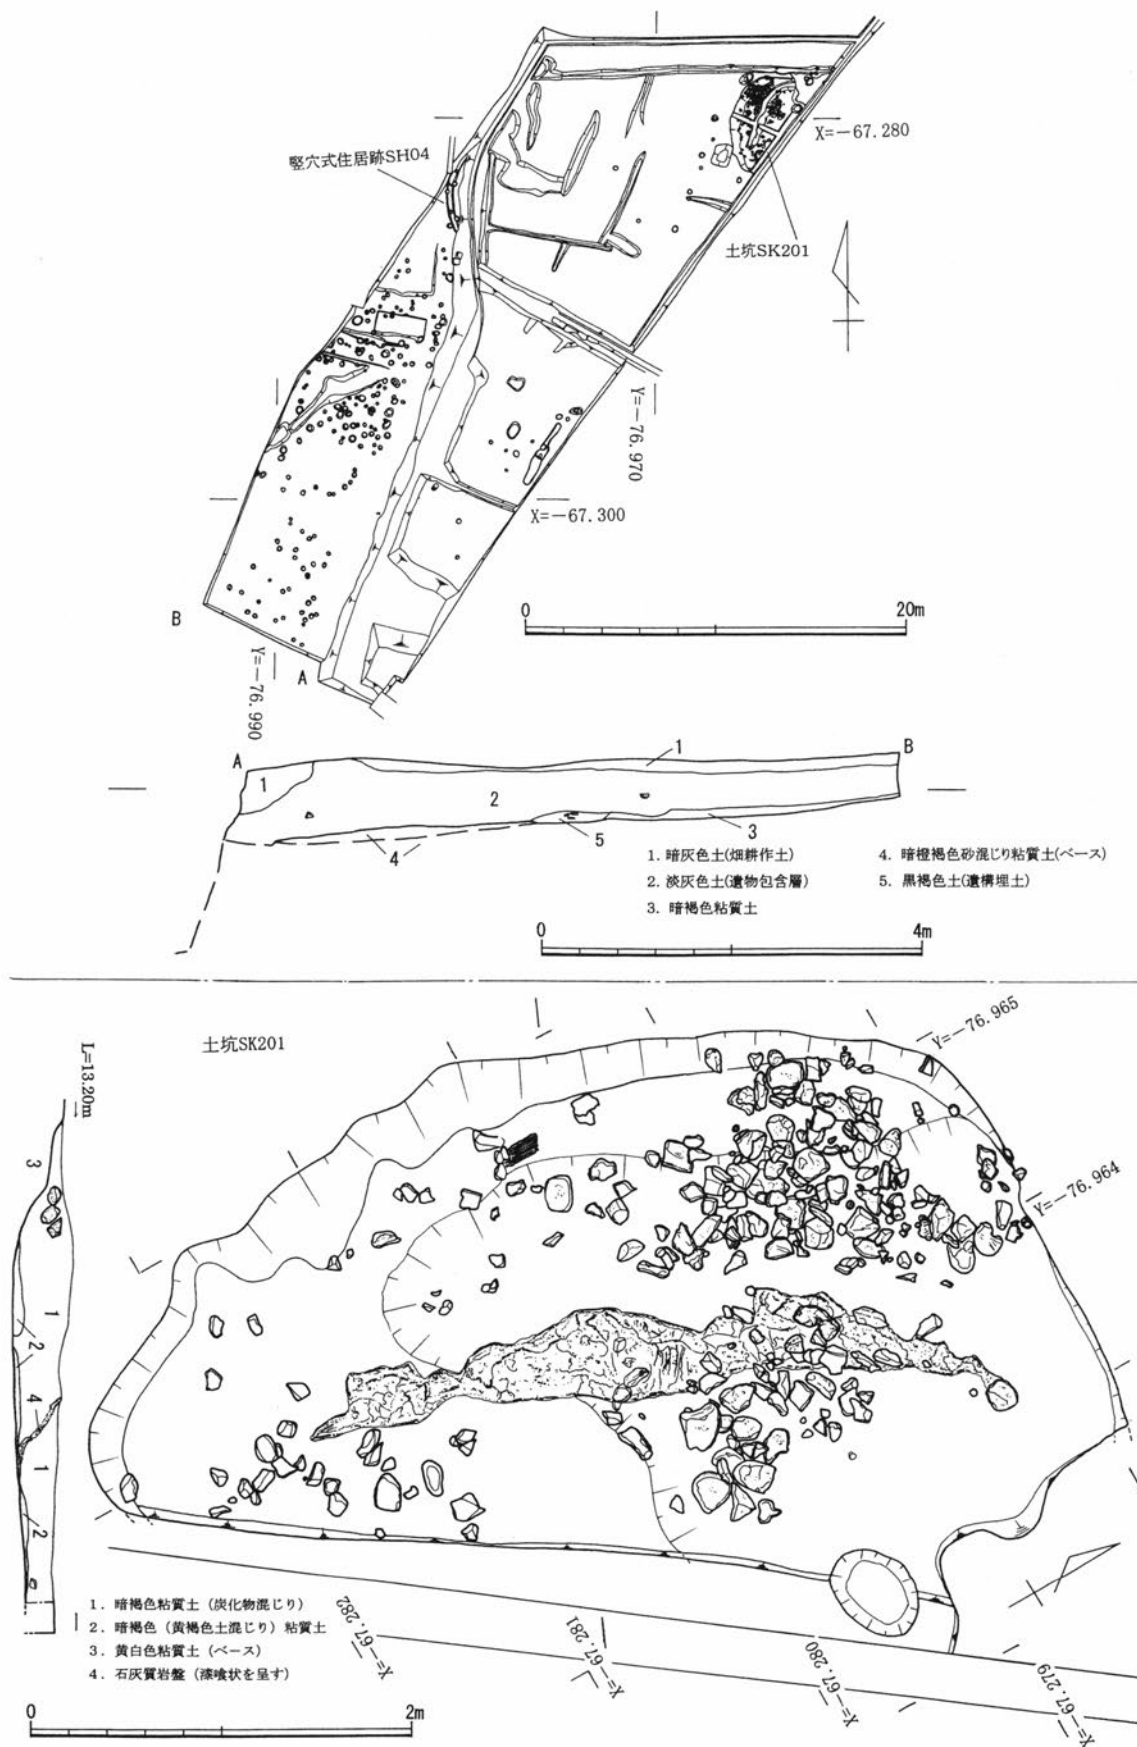 竪穴式住居跡SH04
X=-67.280
土坑SK201
Y=-76.970
X=-67.300
0 20m
B
A
Y=-76.990
A 1 B
1
2
3
4 5
1. 暗灰色土(畑耕作土)
2. 淡灰色土(遺物包含層)
3. 暗褐色粘質土
4. 暗橙褐色砂混じり粘質土(ベース)
5. 黒褐色土(遺構埋土)
0 4m
土坑SK201
L=13.20m
Y=-76.965
Y=-76.964
3
1
2
4
1
2
1. 暗褐色粘質土 (炭化物混じり)
2. 暗褐色 (黄褐色土混じり) 粘質土
3. 黄白色粘質土 (ベース)
4. 石灰質岩盤 (漆喰状を呈す)
X=-67.282
X=-67.281
X=-67.280
X=-67.279
0 2m